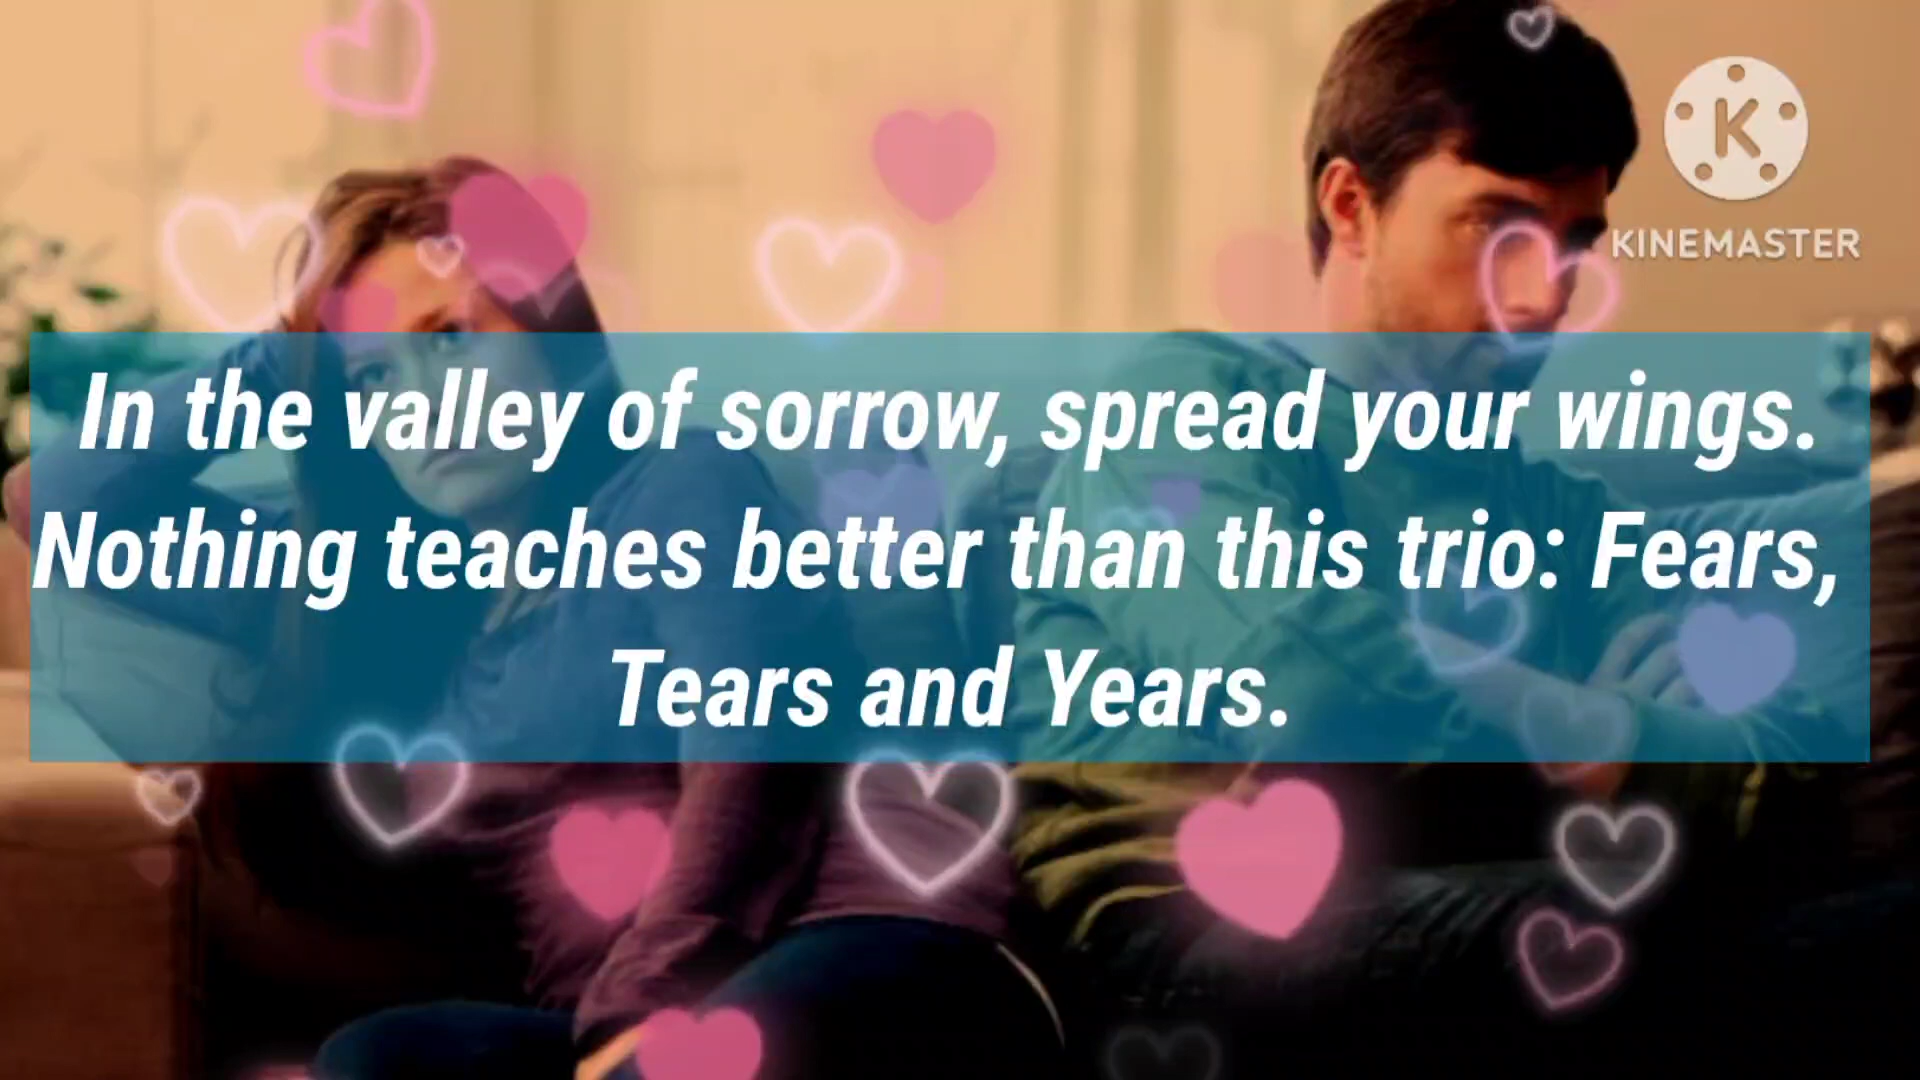 K
KINEMASTER
In the valley of sorrow, spread your wings.
Nothing teaches better than this trio: Fears,
Tears and Years.